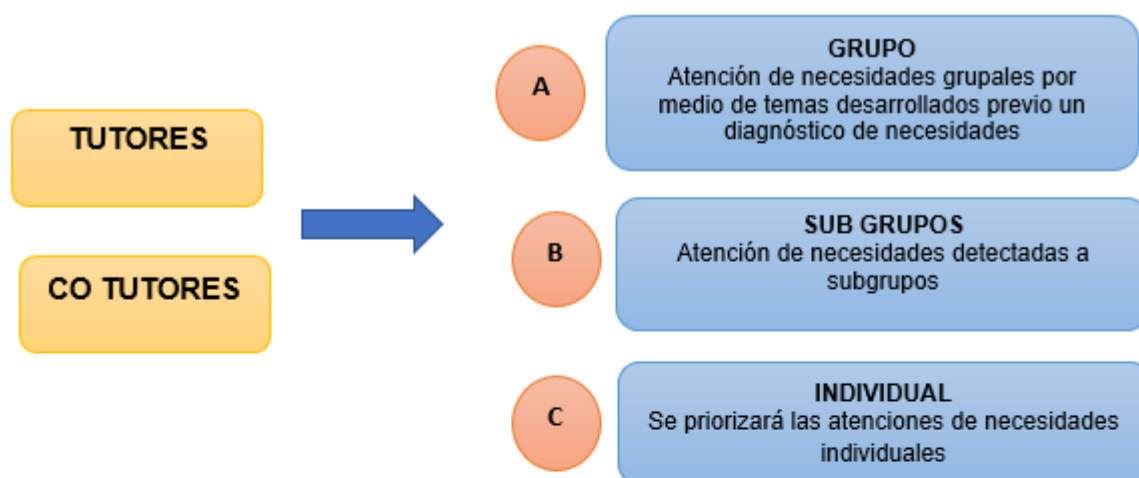 TUTORES
CO TUTORES
A
GRUPO
Atención de necesidades grupales por
medio de temas desarrollados previo un
diagnóstico de necesidades
B
SUB GRUPOS
Atención de necesidades detectadas a
subgrupos
C
INDIVIDUAL
Se priorizará las atenciones de necesidades
individuales